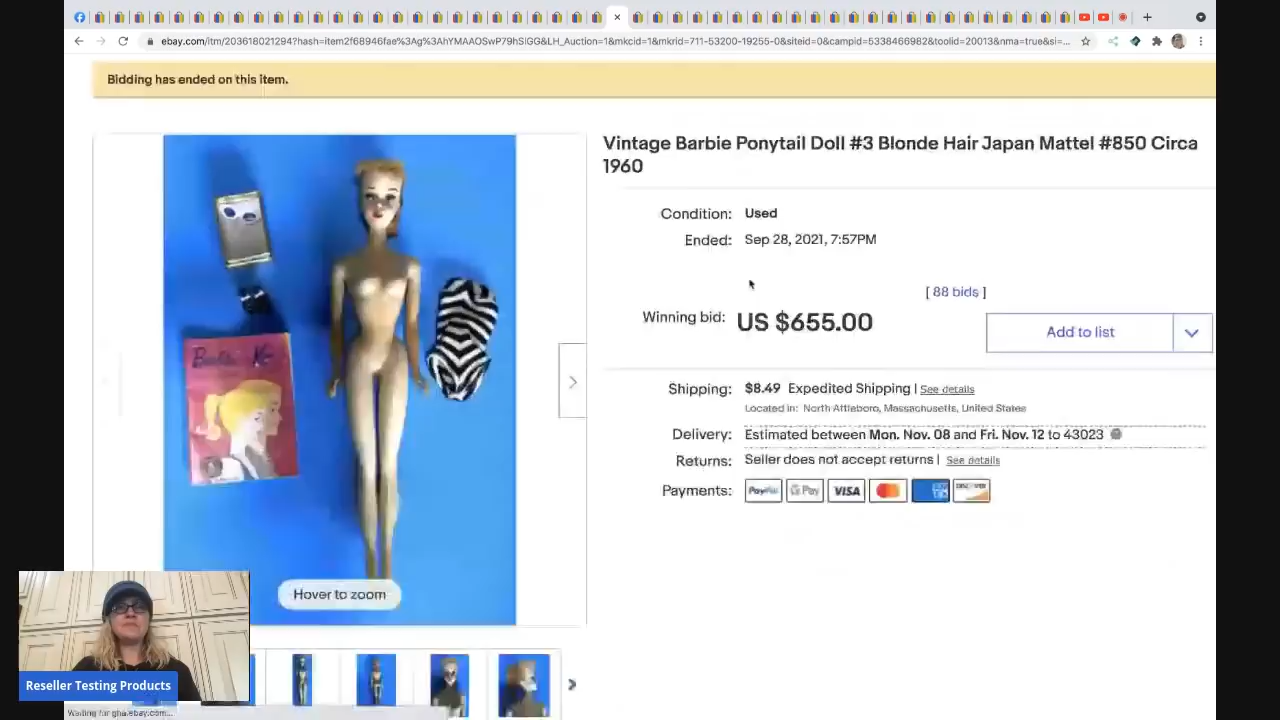 ebay.com/itm/203618021294?hash=item2f68946fae%3Ag%3AhYMAAOSwP79hSIGG&LH_Auction=1&mkcid=1&mkrid=711-53200-19255-0&siteid=0&campid=5338466982&toolid=20013&nma=true&si=...
Bidding has ended on this item.
Vintage Barbie Ponytail Doll #3 Blonde Hair Japan Mattel #850 Circa
1960
Condition: Used
Ended: Sep 28, 2021, 7:57PM
[ 88 bids ]
Winning bid: US $655.00
Add to list
Shipping: $8.49 Expedited Shipping | See details
Located in: North Attleboro, Massachusetts, United States
Delivery: Estimated between Mon. Nov. 08 and Fri. Nov. 12 to 43023
Returns: Seller does not accept returns | See details
Payments: PayPal G Pay VISA
DISCOVER
Barbie
Hover to zoom
Reseller Testing Products
Waiting for gha.ebay.com...